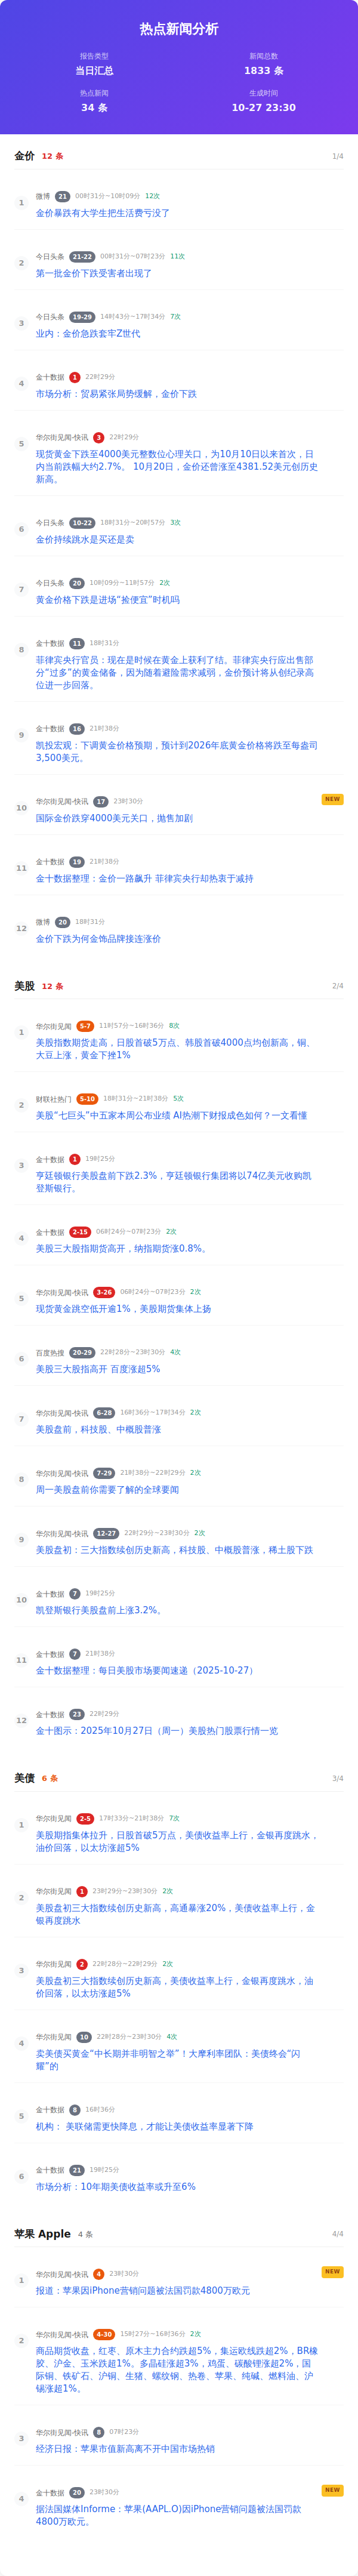 热点新闻分析
报告类型
当日汇总
新闻总数
1833 条
热点新闻
34 条
生成时间
10-27 23:30
金价 12 条 1/4
1
微博 21 00时31分~10时09分 12次
金价暴跌有大学生把生活费亏没了
2
今日头条 21-22 00时31分~07时23分 11次
第一批金价下跌受害者出现了
3
今日头条 19-29 14时43分~17时34分 7次
业内：金价急跌套牢Z世代
4
金十数据 1 22时29分
市场分析：贸易紧张局势缓解，金价下跌
5
华尔街见闻-快讯 3 22时29分
现货黄金下跌至4000美元整数位心理关口，为10月10日以来首次，日
内当前跌幅大约2.7%。 10月20日，金价还曾涨至4381.52美元创历史
新高。
6
今日头条 10-22 18时31分~20时57分 3次
金价持续跳水是买还是卖
7
今日头条 20 10时09分~11时57分 2次
黄金价格下跌是进场“捡便宜”时机吗
8
金十数据 11 18时31分
菲律宾央行官员：现在是时候在黄金上获利了结。菲律宾央行应出售部
分“过多”的黄金储备，因为随着避险需求减弱，金价预计将从创纪录高
位进一步回落。
9
金十数据 16 21时38分
凯投宏观：下调黄金价格预期，预计到2026年底黄金价格将跌至每盎司
3,500美元。
10
华尔街见闻-快讯 17 23时30分
NEW
国际金价跌穿4000美元关口，抛售加剧
11
金十数据 19 21时38分
金十数据整理：金价一路飙升 菲律宾央行却热衷于减持
12
微博 20 18时31分
金价下跌为何金饰品牌接连涨价
美股 12 条 2/4
1
华尔街见闻 5-7 11时57分~16时36分 8次
美股指数期货走高，日股首破5万点、韩股首破4000点均创新高，铜、
大豆上涨，黄金下挫1%
2
财联社热门 5-10 18时31分~21时38分 5次
美股“七巨头”中五家本周公布业绩 AI热潮下财报成色如何？一文看懂
3
金十数据 1 19时25分
亨廷顿银行美股盘前下跌2.3%，亨廷顿银行集团将以74亿美元收购凯
登斯银行。
4
金十数据 2-15 06时24分~07时23分 2次
美股三大股指期货高开，纳指期货涨0.8%。
5
华尔街见闻-快讯 3-26 06时24分~07时23分 2次
现货黄金跳空低开逾1%，美股期货集体上扬
6
百度热搜 20-29 22时28分~23时30分 4次
美股三大股指高开 百度涨超5%
7
华尔街见闻-快讯 6-28 16时36分~17时34分 2次
美股盘前，科技股、中概股普涨
8
华尔街见闻-快讯 7-29 21时38分~22时29分 2次
周一美股盘前你需要了解的全球要闻
9
华尔街见闻-快讯 12-27 22时29分~23时30分 2次
美股盘初：三大指数续创历史新高，科技股、中概股普涨，稀土股下跌
10
金十数据 7 19时25分
凯登斯银行美股盘前上涨3.2%。
11
金十数据 7 21时38分
金十数据整理：每日美股市场要闻速递（2025-10-27）
12
金十数据 23 22时29分
金十图示：2025年10月27日（周一）美股热门股票行情一览
美债 6 条 3/4
1
华尔街见闻 2-5 17时33分~21时38分 7次
美股期指集体拉升，日股首破5万点，美债收益率上行，金银再度跳水，
油价回落，以太坊涨超5%
2
华尔街见闻 1 23时29分~23时30分 2次
美股盘初三大指数续创历史新高，高通暴涨20%，美债收益率上行，金
银再度跳水
3
华尔街见闻 2 22时28分~22时29分 2次
美股盘初三大指数续创历史新高，美债收益率上行，金银再度跳水，油
价回落，以太坊涨超5%
4
华尔街见闻 10 22时28分~23时30分 4次
卖美债买黄金“中长期并非明智之举”！大摩利率团队：美债终会“闪
耀”的
5
金十数据 8 16时36分
机构： 美联储需更快降息，才能让美债收益率显著下降
6
金十数据 21 19时25分
市场分析：10年期美债收益率或升至6%
苹果 Apple 4 条 4/4
1
华尔街见闻-快讯 4 23时30分
NEW
报道：苹果因iPhone营销问题被法国罚款4800万欧元
2
华尔街见闻-快讯 4-30 15时27分~16时36分 2次
商品期货收盘，红枣、原木主力合约跌超5%，集运欧线跌超2%，BR橡
胶、沪金、玉米跌超1%。多晶硅涨超3%，鸡蛋、碳酸锂涨超2%，国
际铜、铁矿石、沪铜、生猪、螺纹钢、热卷、苹果、纯碱、燃料油、沪
锡涨超1%。
3
华尔街见闻-快讯 8 07时23分
经济日报：苹果市值新高离不开中国市场热销
4
金十数据 20 23时30分
NEW
据法国媒体Informe：苹果(AAPL.O)因iPhone营销问题被法国罚款
4800万欧元。